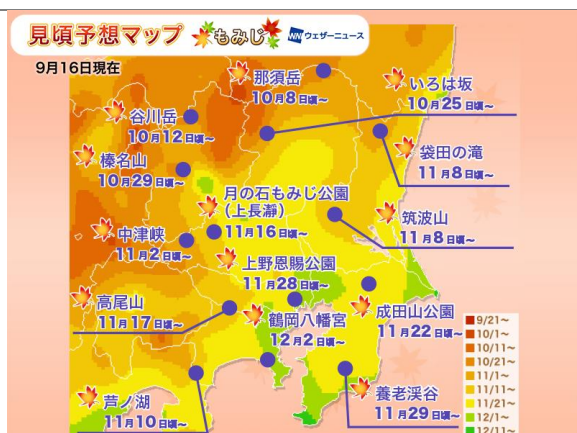 見頃予想マップ もみじ ウェザーニュース
9月16日現在
那須岳
10月8日頃～
いろは坂
10月25日頃～
谷川岳
10月12日頃～
袋田の滝
11月8日頃～
榛名山
10月29日頃～
月の石もみじ公園
(上長瀞)
11月16日頃～
筑波山
11月8日頃～
中津峡
11月2日頃～
上野恩賜公園
11月28日頃～
高尾山
11月17日頃～
鶴岡八幡宮
12月2日頃～
成田山公園
11月22日頃～
芦ノ湖
11月10日頃～
養老渓谷
11月29日頃～
9/21～
10/1～
10/11～
10/21～
11/1～
11/11～
11/21～
12/1～
12/11～